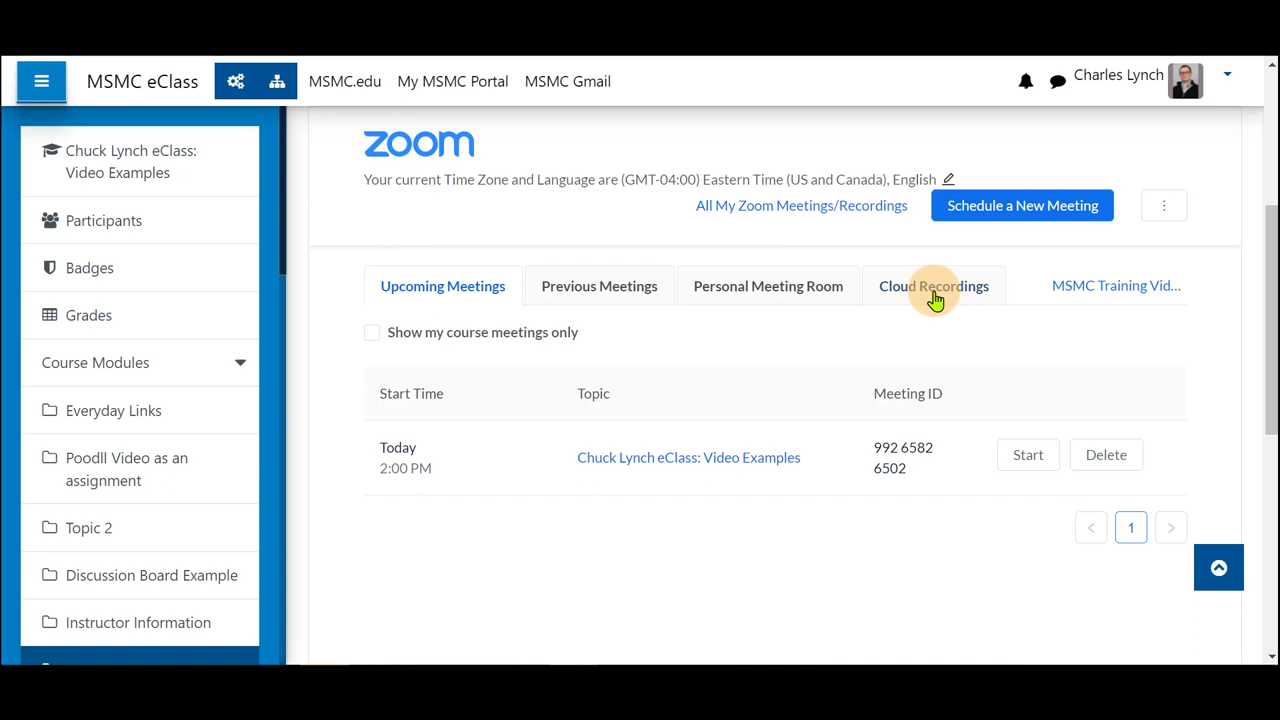 MSMC eClass
MSMC.edu
My MSMC Portal
MSMC Gmail
Charles Lynch
Chuck Lynch eClass:
Video Examples
Participants
Badges
Grades
Course Modules
Everyday Links
Poodll Video as an
assignment
Topic 2
Discussion Board Example
Instructor Information
zoom
Your current Time Zone and Language are (GMT-04:00) Eastern Time (US and Canada), English
All My Zoom Meetings/Recordings
Schedule a New Meeting
Upcoming Meetings
Previous Meetings
Personal Meeting Room
Cloud Recordings
MSMC Training Vid...
Show my course meetings only
Start Time
Topic
Meeting ID
Today
2:00 PM
Chuck Lynch eClass: Video Examples
992 6582
6502
Start
Delete
<
1
>